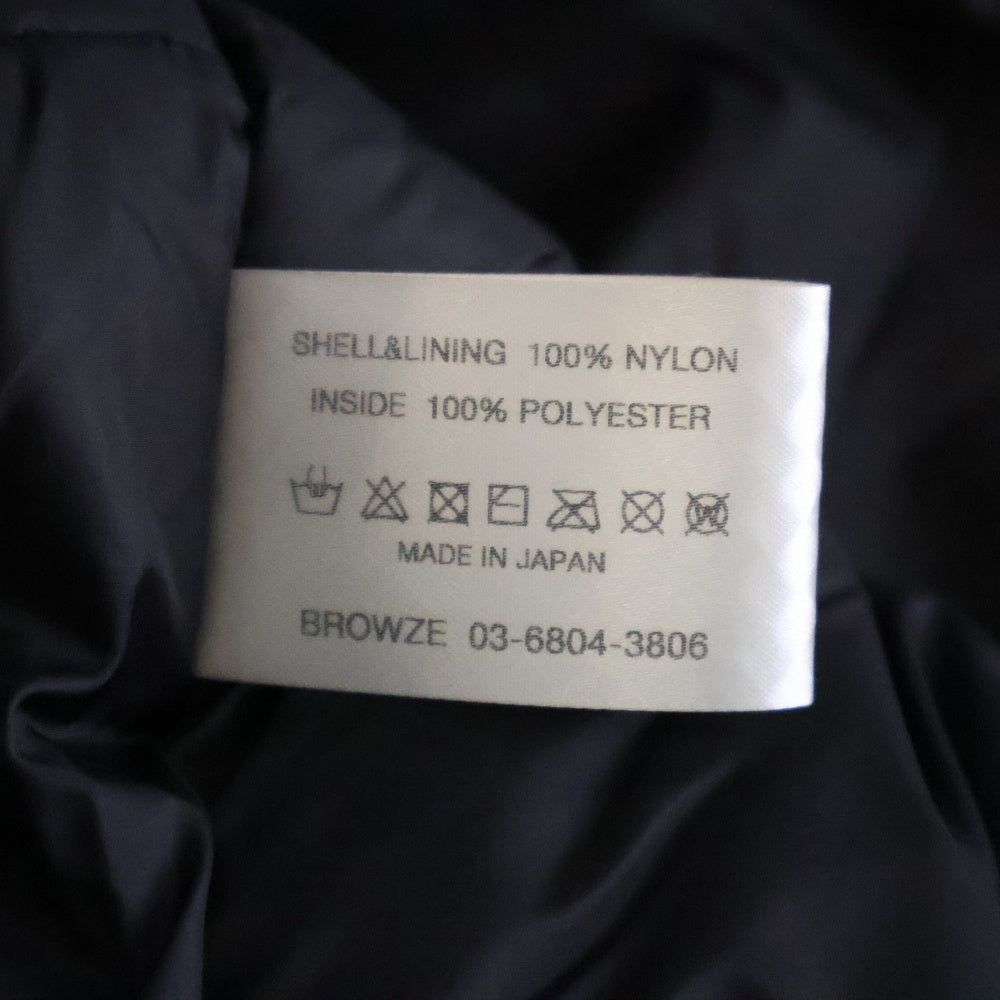 SHELL&LINING 100% NYLON
INSIDE 100% POLYESTER
W
MADE IN JAPAN
BROWZE 03-6804-3806